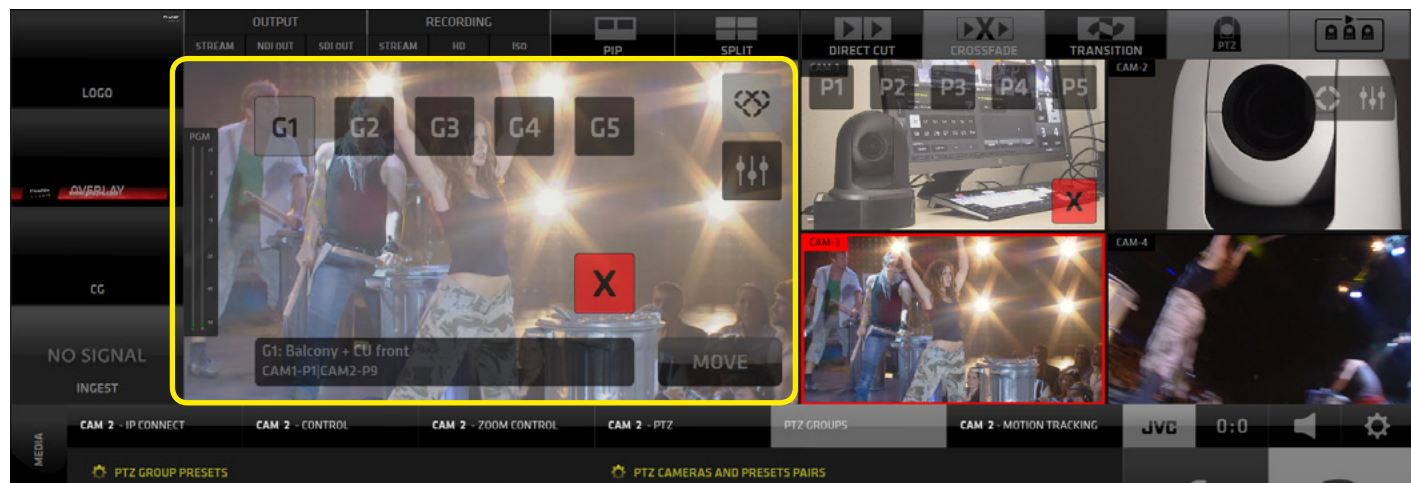 OUTPUT
RECORDING
STREAM NDI OUT SDI OUT STREAM HD ISO
PIP
SPLIT
DIRECT CUT
CROSSFADE
TRANSITION
PTZ
LOGO
OVERLAY
CG
NO SIGNAL
INGEST
PGM
G1 G2 G3 G4 G5
X
G1: Balcony + CU front
CAM1-P1|CAM2-P9
MOVE
CAM-1
P1 P2 P3 P4 P5
X
CAM-2
CAM-3
CAM-4
MEDIA
CAM 2 - IP CONNECT
CAM 2 - CONTROL
CAM 2 - ZOOM CONTROL
CAM 2 - PTZ
PTZ GROUPS
CAM 2 - MOTION TRACKING
JVC
0:0
PTZ GROUP PRESETS
PTZ CAMERAS AND PRESETS PAIRS